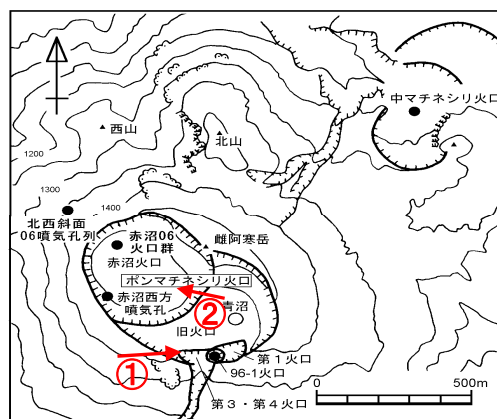 中マチネシリ火口
西山
北山
1200
1300
1400
北西斜面
06噴気孔列
赤沼06
火口群
雌阿寒岳
赤沼火口
ポンマチネシリ火口
赤沼西方
噴気孔
②
青沼
旧火口
①
第１火口
96-1火口
第３・第４火口
0
500m